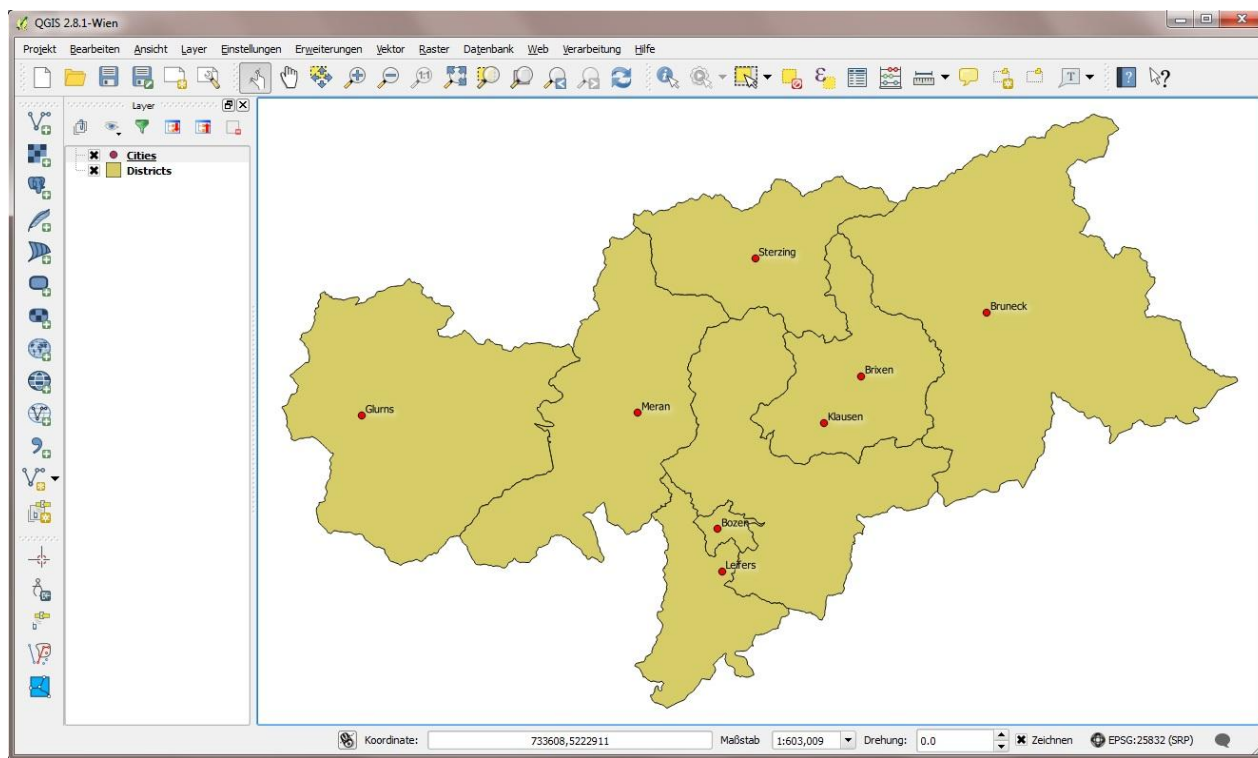 QGIS 2.8.1-Wien
Projekt Bearbeiten Ansicht Layer Einstellungen Erweiterungen Vektor Raster Datenbank Web Verarbeitung Hilfe
Layer
Cities
Districts
Sterzing
Bruneck
Brixen
Meran
Glurns
Klausen
Bozen
Leifers
Koordinate: 733608,5222911 Maßstab 1:603,009 Drehung: 0.0 Zeichnen EPSG:25832 (SRP)